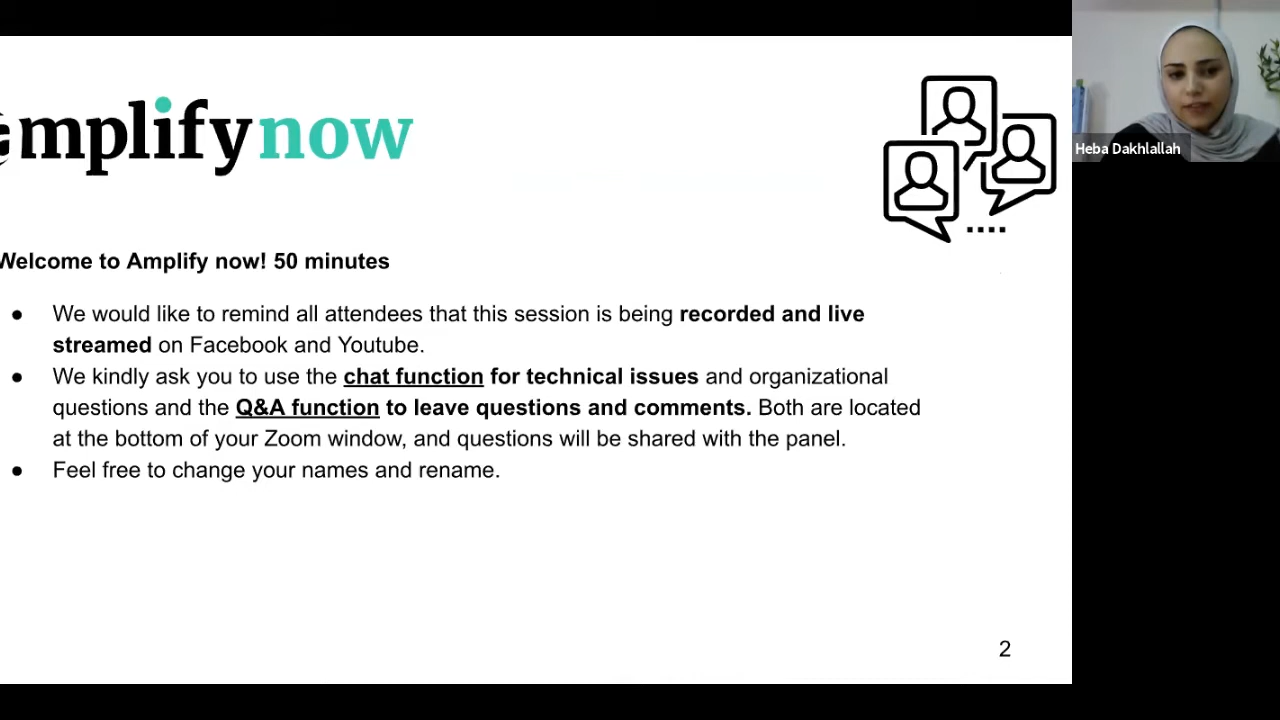 amplifynow
Heba Dakhlallah
Welcome to Amplify now! 50 minutes
● We would like to remind all attendees that this session is being recorded and live
streamed on Facebook and Youtube.
● We kindly ask you to use the chat function for technical issues and organizational
questions and the Q&A function to leave questions and comments. Both are located
at the bottom of your Zoom window, and questions will be shared with the panel.
● Feel free to change your names and rename.
2